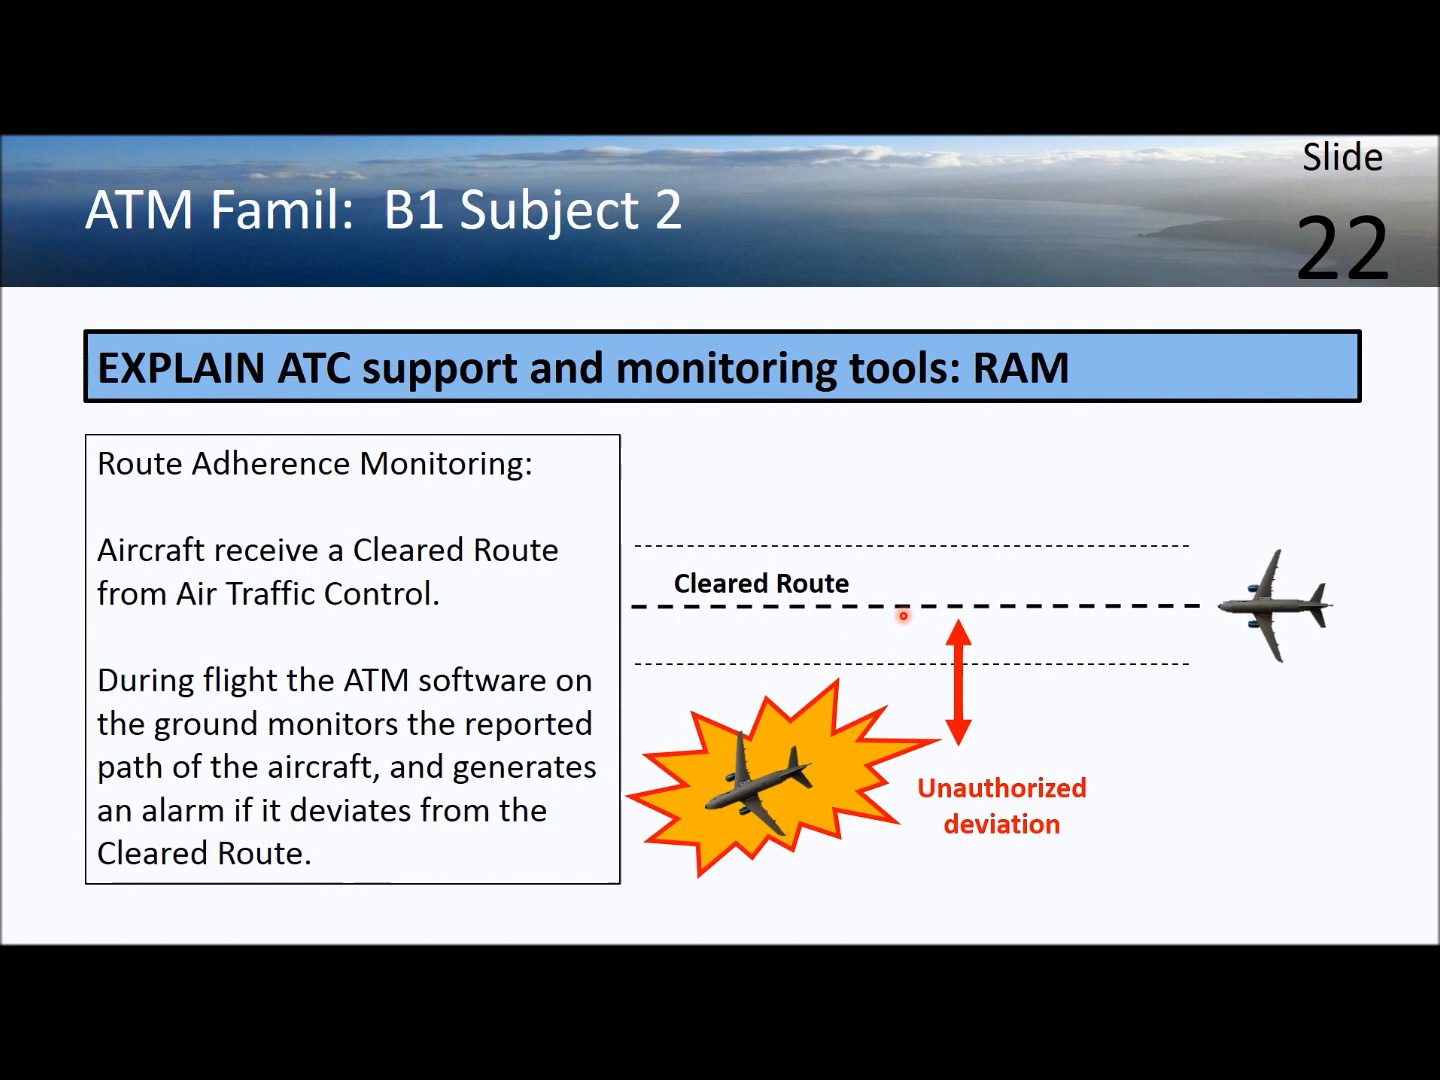 Slide
22
ATM Famil:  B1 Subject 2
EXPLAIN ATC support and monitoring tools: RAM
Route Adherence Monitoring:
Aircraft receive a Cleared Route
from Air Traffic Control.
During flight the ATM software on
the ground monitors the reported
path of the aircraft, and generates
an alarm if it deviates from the
Cleared Route.
Cleared Route
Unauthorized
deviation